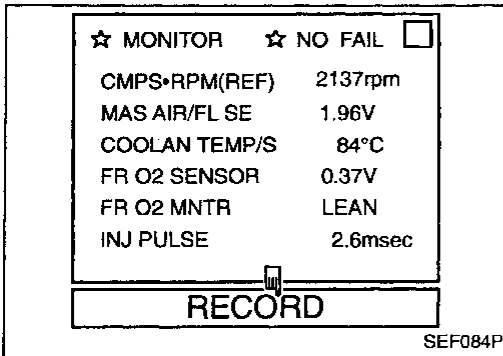 ☆ MONITOR ☆ NO FAIL
CMPS•RPM(REF) 2137rpm
MAS AIR/FL SE 1.96V
COOLAN TEMP/S 84°C
FR O2 SENSOR 0.37V
FR O2 MNTR LEAN
INJ PULSE 2.6msec
RECORD
SEF084P